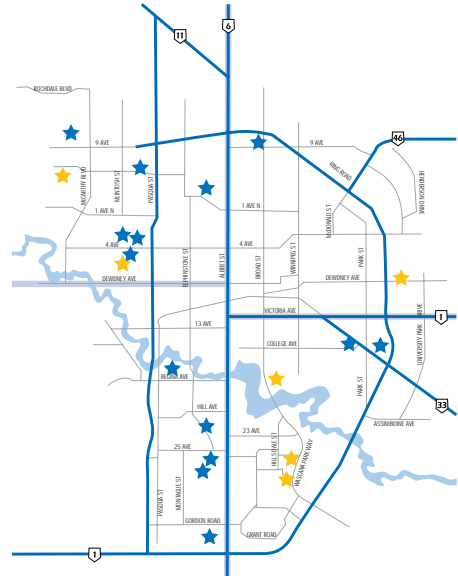 6
11
ROCHDALE BLVD
46
9 AVE
9 AVE
RING ROAD
McCARTHY BLVD
McINTOSH ST
PASQUA ST
HENDERSON DRIVE
1 AVE N
1 AVE N
McDONALD ST
4 AVE
4 AVE
ELPHINSTONE ST
ALBERT ST
BROAD ST
WINNIPEG ST
PARK ST
DEWDNEY AVE
DEWDNEY AVE
VICTORIA AVE
1
13 AVE
UNIVERSITY PARK DRIVE
COLLEGE AVE
REGINA AVE
PARK ST
33
HILL AVE
ASSINIBOINE AVE
23 AVE
25 AVE
HILLSDALE ST
WASCANA PARK WAY
PASQUA ST
MONTAGUE ST
GORDON ROAD
GRANT ROAD
1